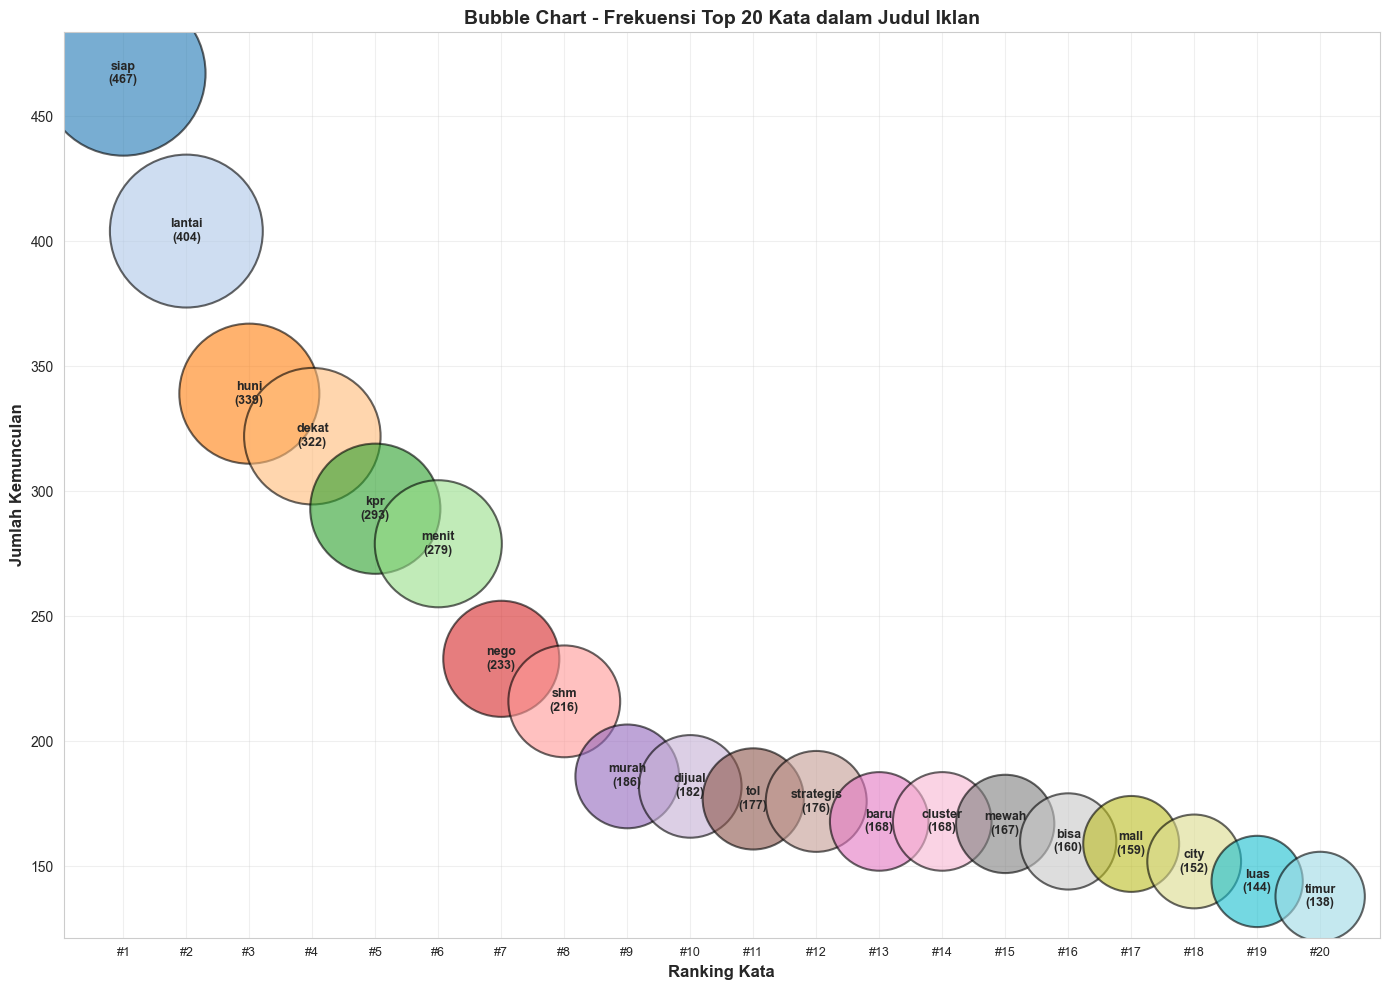 Bubble Chart - Frekuensi Top 20 Kata dalam Judul Iklan
Jumlah Kemunculan
450
400
350
300
250
200
150
siap
(467)
lantai
(404)
huni
(339)
dekat
(322)
kpr
(293)
menit
(279)
nego
(233)
shm
(216)
murah
(186)
dijual
(182)
tol
(177)
strategis
(176)
baru
(168)
cluster
(168)
mewah
(167)
bisa
(160)
mall
(159)
city
(152)
luas
(144)
timur
(138)
#1 #2 #3 #4 #5 #6 #7 #8 #9 #10 #11 #12 #13 #14 #15 #16 #17 #18 #19 #20
Ranking Kata